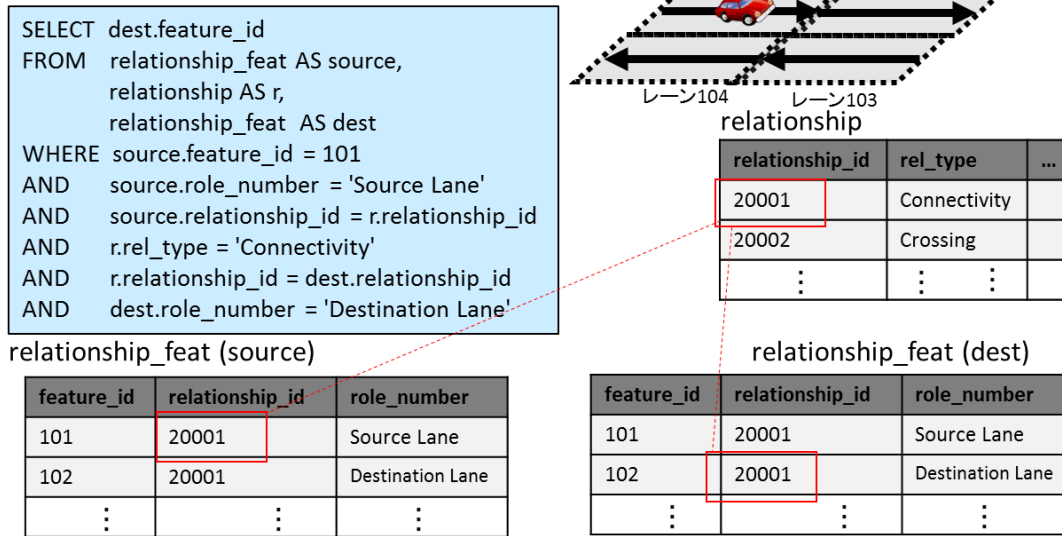 SELECT dest.feature_id
FROM relationship_feat AS source,
relationship AS r,
relationship_feat AS dest
WHERE source.feature_id = 101
AND source.role_number = 'Source Lane'
AND source.relationship_id = r.relationship_id
AND r.rel_type = 'Connectivity'
AND r.relationship_id = dest.relationship_id
AND dest.role_number = 'Destination Lane'
レーン104 レーン103
relationship
relationship_id rel_type ...
20001 Connectivity
20002 Crossing
⋮ ⋮ ⋮
relationship_feat (source)
feature_id relationship_id role_number
101 20001 Source Lane
102 20001 Destination Lane
⋮ ⋮ ⋮
relationship_feat (dest)
feature_id relationship_id role_number
101 20001 Source Lane
102 20001 Destination Lane
⋮ ⋮ ⋮